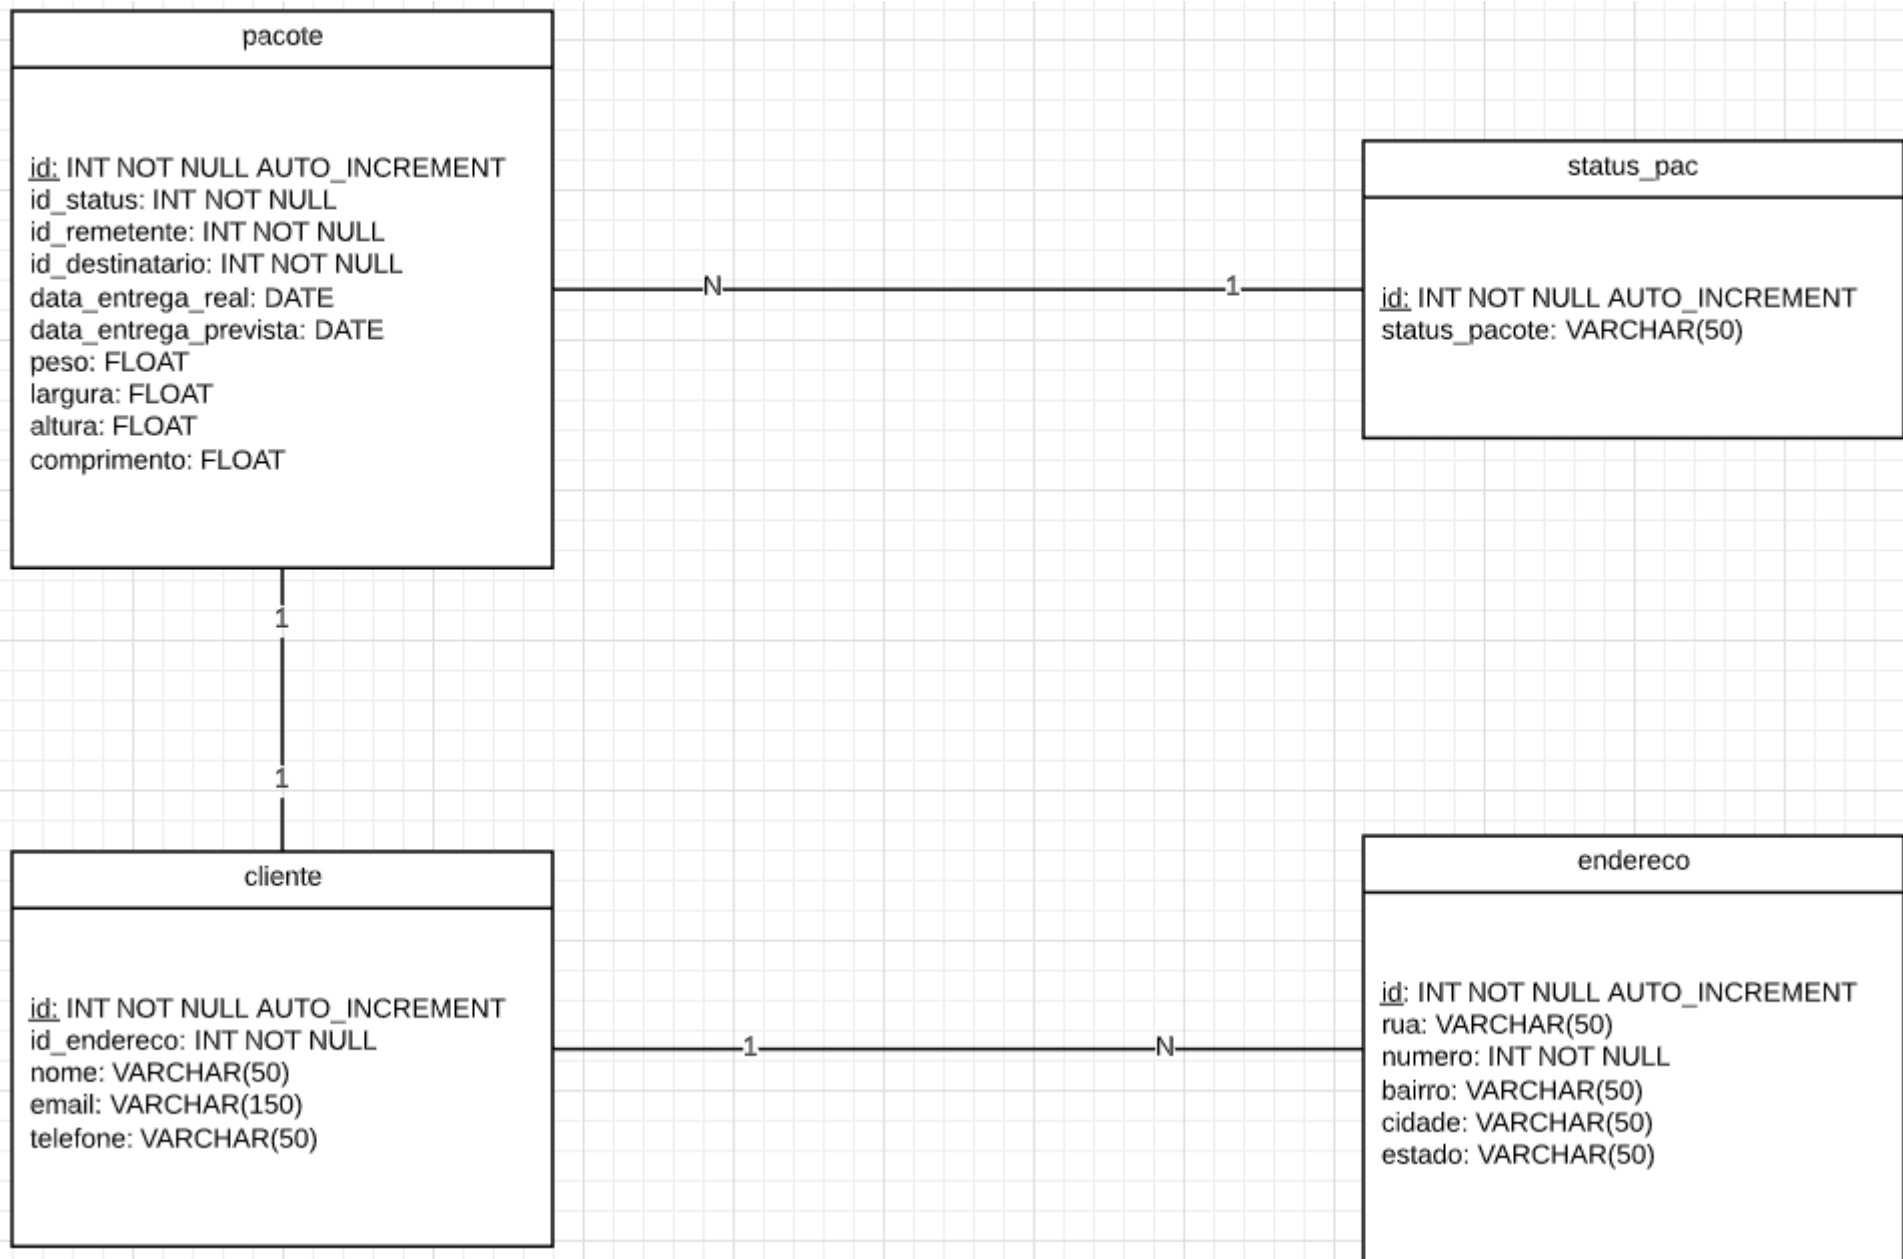 pacote
id: INT NOT NULL AUTO_INCREMENT
id_status: INT NOT NULL
id_remetente: INT NOT NULL
id_destinatario: INT NOT NULL
data_entrega_real: DATE
data_entrega_prevista: DATE
peso: FLOAT
largura: FLOAT
altura: FLOAT
comprimento: FLOAT
N
1
status_pac
id: INT NOT NULL AUTO_INCREMENT
status_pacote: VARCHAR(50)
1
1
cliente
id: INT NOT NULL AUTO_INCREMENT
id_endereco: INT NOT NULL
nome: VARCHAR(50)
email: VARCHAR(150)
telefone: VARCHAR(50)
1
N
endereco
id: INT NOT NULL AUTO_INCREMENT
rua: VARCHAR(50)
numero: INT NOT NULL
bairro: VARCHAR(50)
cidade: VARCHAR(50)
estado: VARCHAR(50)